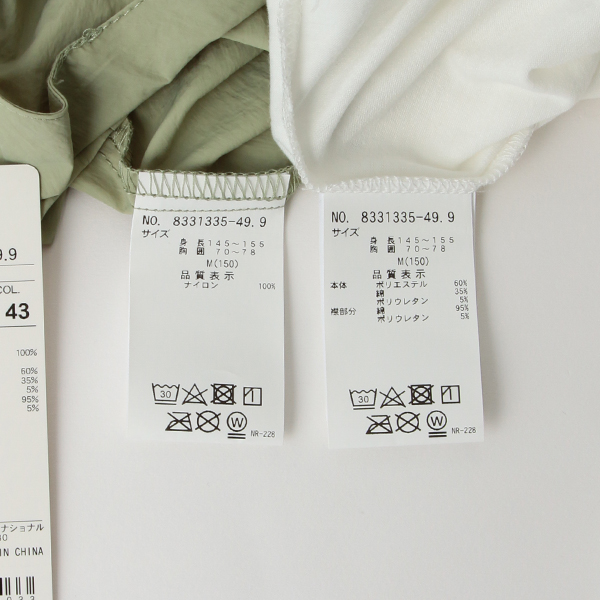 9.9
COL.
43
100%
60%
35%
5%
95%
5%
ナショナル
IN CHINA
NO. 8331335-49.9
サイズ
身 長 145～155
胸 囲 70～78
M(150)
品質表示
ナイロン 100%
30
W
NR-228
NO. 8331335-49.9
サイズ
身 長 145～155
胸 囲 70～78
M(150)
品質表示
本体 ポリエステル 60%
綿 35%
ポリウレタン 5%
衿部分 綿 95%
ポリウレタン 5%
30
W
NR-228